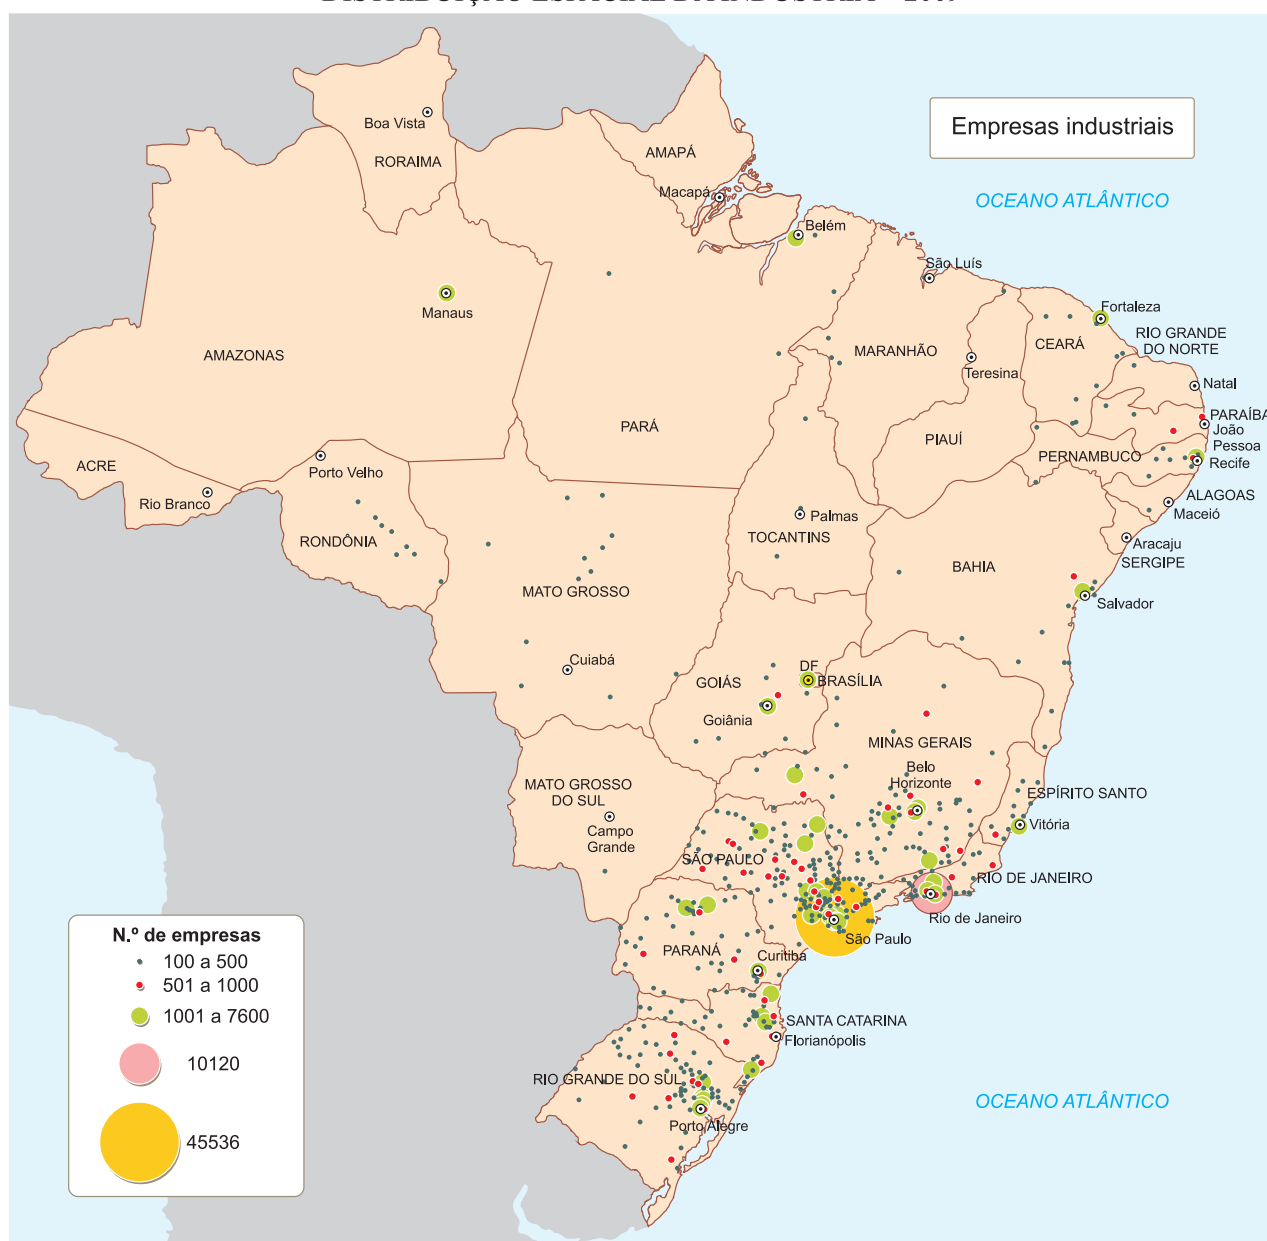 Empresas industriais
OCEANO ATLÂNTICO
Boa Vista
RORAIMA
AMAPÁ
Macapá
Belém
São Luís
Manaus
Fortaleza
AMAZONAS
MARANHÃO
CEARÁ
RIO GRANDE
DO NORTE
Teresina
Natal
PARÁ
PIAUÍ
PARAÍBA
João
Pessoa
ACRE
Porto Velho
PERNAMBUCO
Recife
Rio Branco
ALAGOAS
Maceió
RONDÔNIA
Palmas
TOCANTINS
Aracaju
SERGIPE
BAHIA
MATO GROSSO
Salvador
Cuiabá
GOIÁS
DF
BRASÍLIA
Goiânia
MINAS GERAIS
Belo
Horizonte
MATO GROSSO
DO SUL
ESPÍRITO SANTO
Vitória
Campo
Grande
SÃO PAULO
RIO DE JANEIRO
Rio de Janeiro
São Paulo
PARANÁ
Curitiba
SANTA CATARINA
Florianópolis
RIO GRANDE DO SUL
Porto Alegre
OCEANO ATLÂNTICO
N.º de empresas
100 a 500
501 a 1000
1001 a 7600
10120
45536